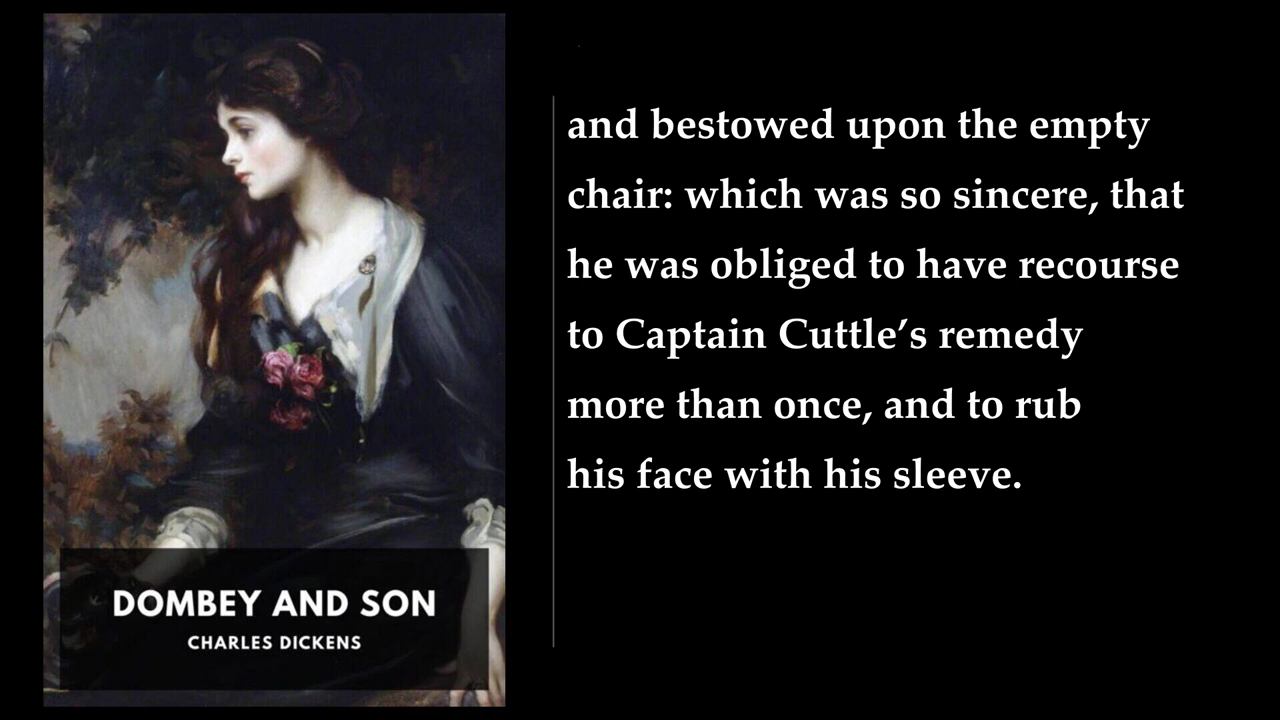 and bestowed upon the empty
chair: which was so sincere, that
he was obliged to have recourse
to Captain Cuttle’s remedy
more than once, and to rub
his face with his sleeve.
DOMBEY AND SON
CHARLES DICKENS